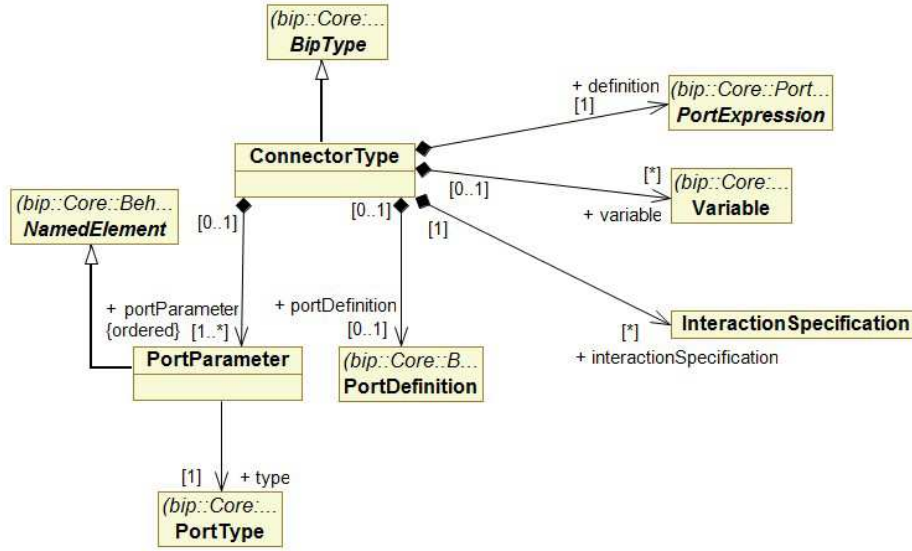 (bip::Core:...
BipType
+ definition
[1]
(bip::Core::Port...
PortExpression
ConnectorType
[0..1]
[*]
+ variable
(bip::Core:...
Variable
(bip::Core::Beh...
NamedElement
[0..1]
[0..1]
[1]
+ portParameter
{ordered} [1..*]
+ portDefinition
[0..1]
[*]
+ interactionSpecification
InteractionSpecification
PortParameter
(bip::Core::B...
PortDefinition
[1]
+ type
(bip::Core:...
PortType